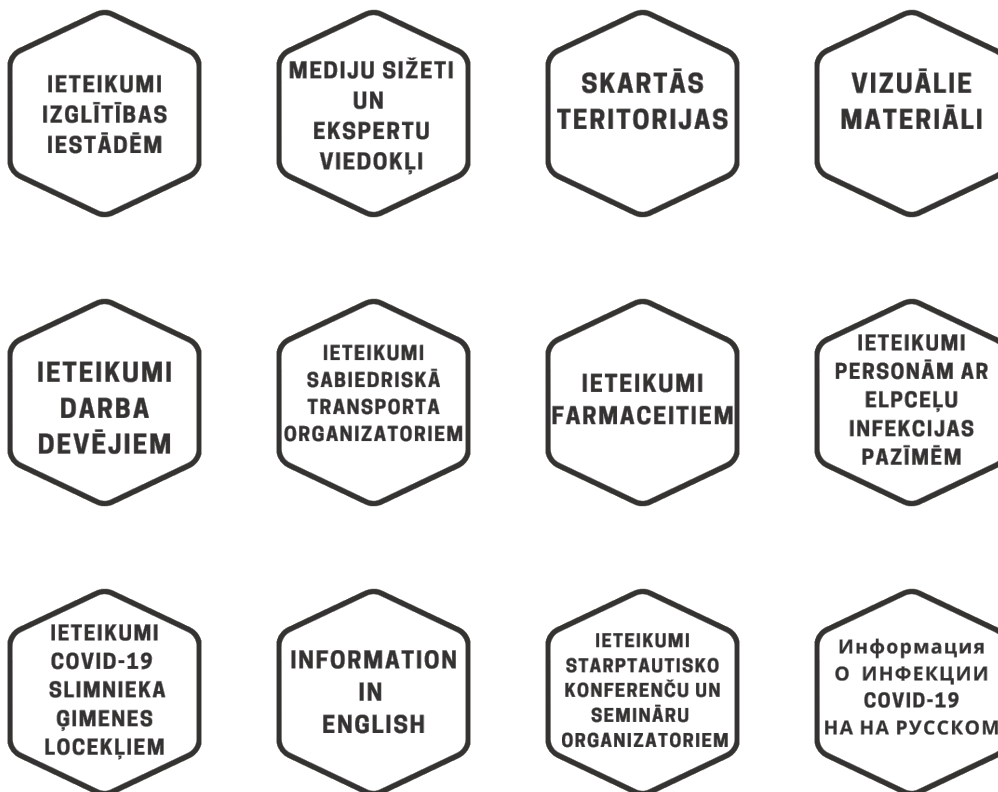 IETEIKUMI
IZGLĪTĪBAS
IESTĀDĒM
MEDIJU SIŽETI
UN
EKSPERTU
VIEDOKĻI
SKARTĀS
TERITORIJAS
VIZUĀLIE
MATERIĀLI
IETEIKUMI
DARBA
DEVĒJIEM
IETEIKUMI
SABIEDRISKĀ
TRANSPORTA
ORGANIZATORIEM
IETEIKUMI
FARMACEITIEM
IETEIKUMI
PERSONĀM AR
ELPCEĻU
INFEKCIJAS
PAZĪMĒM
IETEIKUMI
COVID-19
SLIMNIEKA
ĢIMENES
LOCEKĻIEM
INFORMATION
IN
ENGLISH
IETEIKUMI
STARPTAUTISKO
KONFERENČU UN
SEMINĀRU
ORGANIZATORIEM
Информация
О ИНФЕКЦИИ
COVID-19
НА НА РУССКОМ